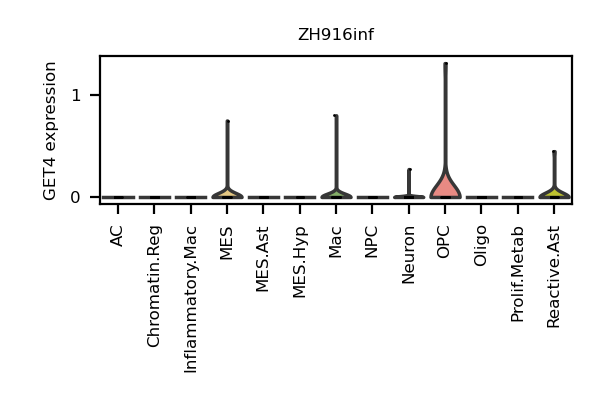 ZH916inf
GET4 expression
1
0
AC
Chromatin.Reg
Inflammatory.Mac
MES
MES.Ast
MES.Hyp
Mac
NPC
Neuron
OPC
Oligo
Prolif.Metab
Reactive.Ast